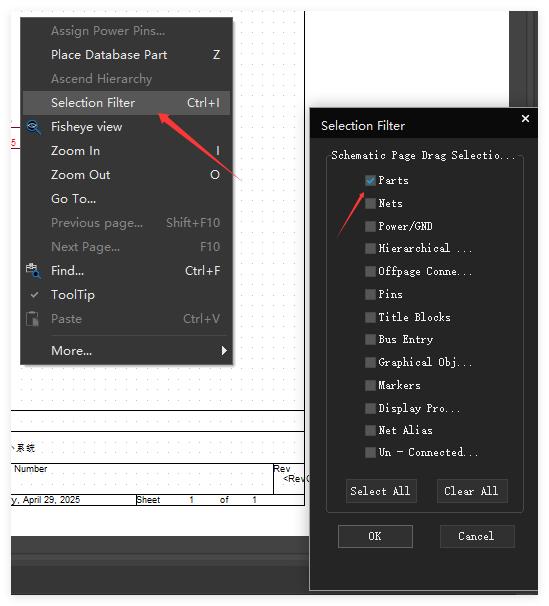 Assign Power Pins...
Place Database Part Z
Ascend Hierarchy
Selection Filter Ctrl+I
Fisheye view
Zoom In I
Zoom Out O
Go To...
Previous page... Shift+F10
Next Page... F10
Find... Ctrl+F
ToolTip
Paste Ctrl+V
More...
5
系统
Number
Rev
<Rev
y, April 29, 2025
Sheet 1 of 1
Selection Filter
Schematic Page Drag Selectio...
Parts
Nets
Power/GND
Hierarchical ...
Offpage Conne...
Pins
Title Blocks
Bus Entry
Graphical Obj...
Markers
Display Pro...
Net Alias
Un - Connected...
Select All
Clear All
OK
Cancel